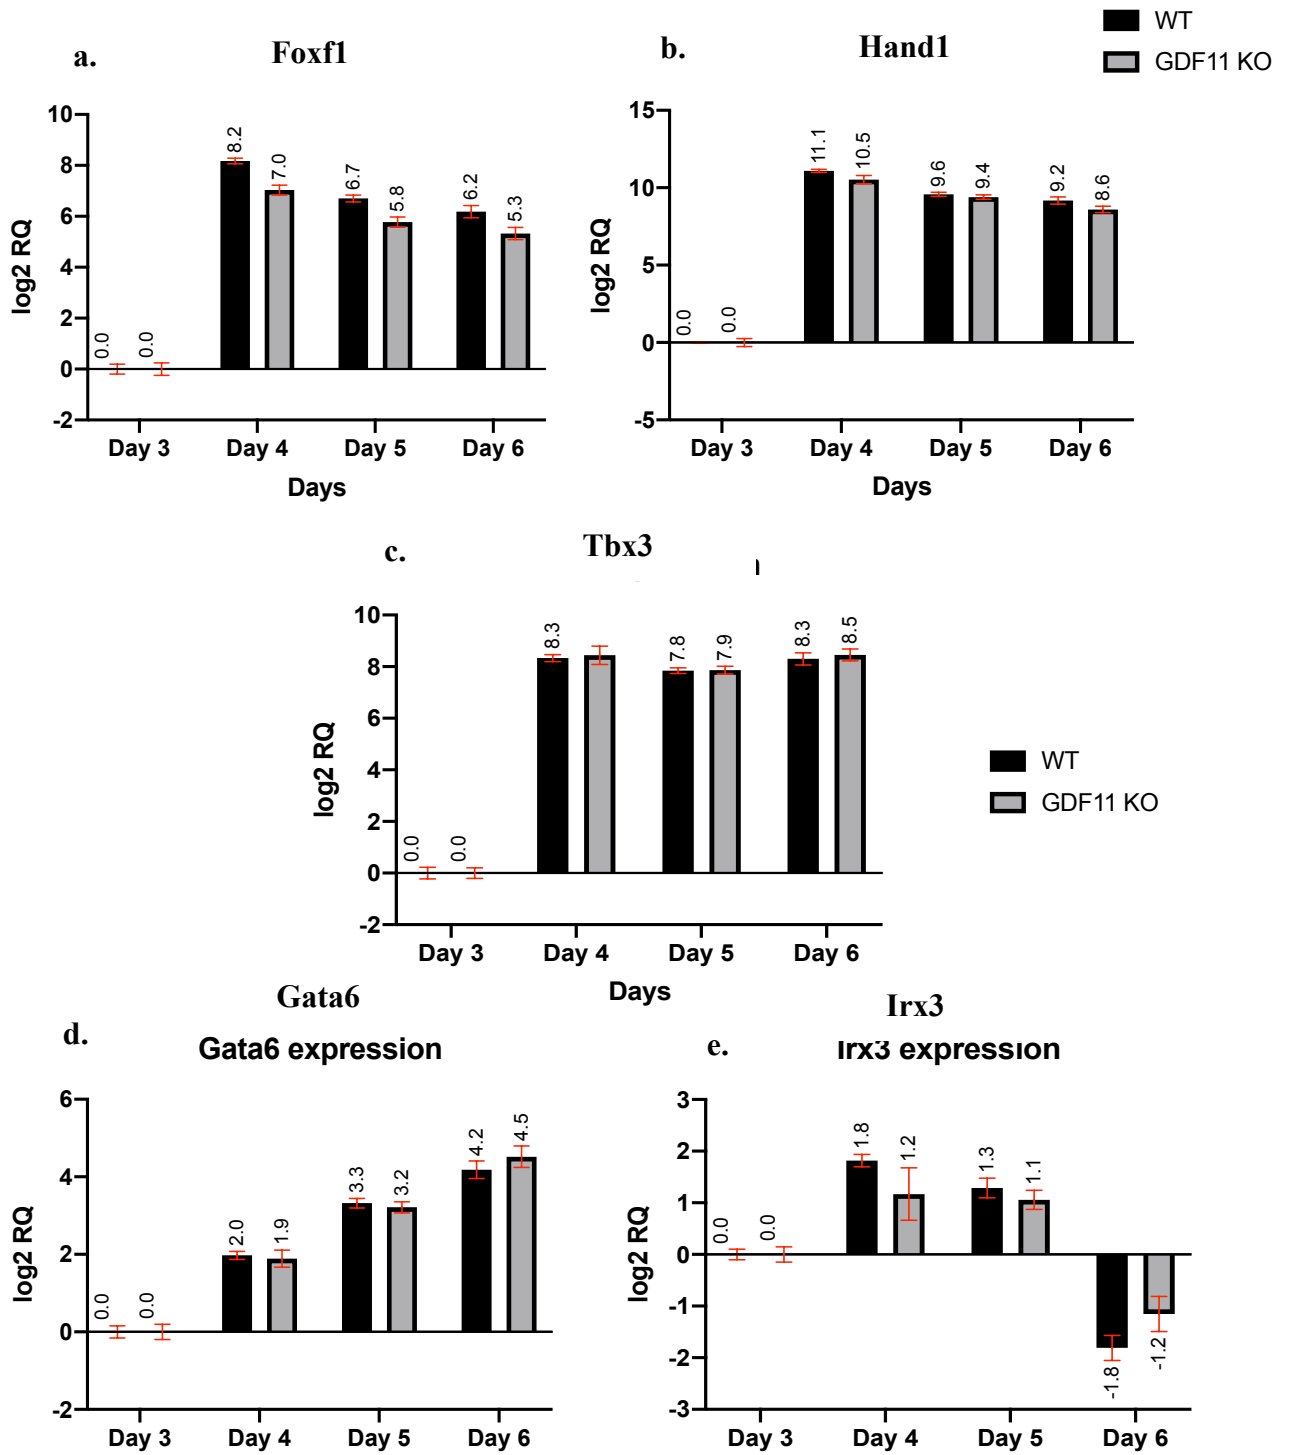 WT
GDF11 KO
a.
Foxf1
b.
Hand1
log2 RQ
10
8
6
4
2
0
-2
0.0
0.0
8.2
7.0
6.7
5.8
6.2
5.3
Day 3
Day 4
Day 5
Day 6
Days
log2 RQ
15
10
5
0
-5
0.0
0.0
11.1
10.5
9.6
9.4
9.2
8.6
Day 3
Day 4
Day 5
Day 6
Days
c.
Tbx3
log2 RQ
10
8
6
4
2
0
-2
0.0
0.0
8.3
7.8
7.9
8.3
8.5
Day 3
Day 4
Day 5
Day 6
Days
WT
GDF11 KO
d.
Gata6
Gata6 expression
log2 RQ
6
4
2
0
-2
0.0
0.0
2.0
1.9
3.3
3.2
4.2
4.5
Day 3
Day 4
Day 5
Day 6
e.
Irx3
Irx3 expression
log2 RQ
3
2
1
0
-1
-2
-3
0.0
0.0
1.8
1.2
1.3
1.1
-1.8
-1.2
Day 3
Day 4
Day 5
Day 6